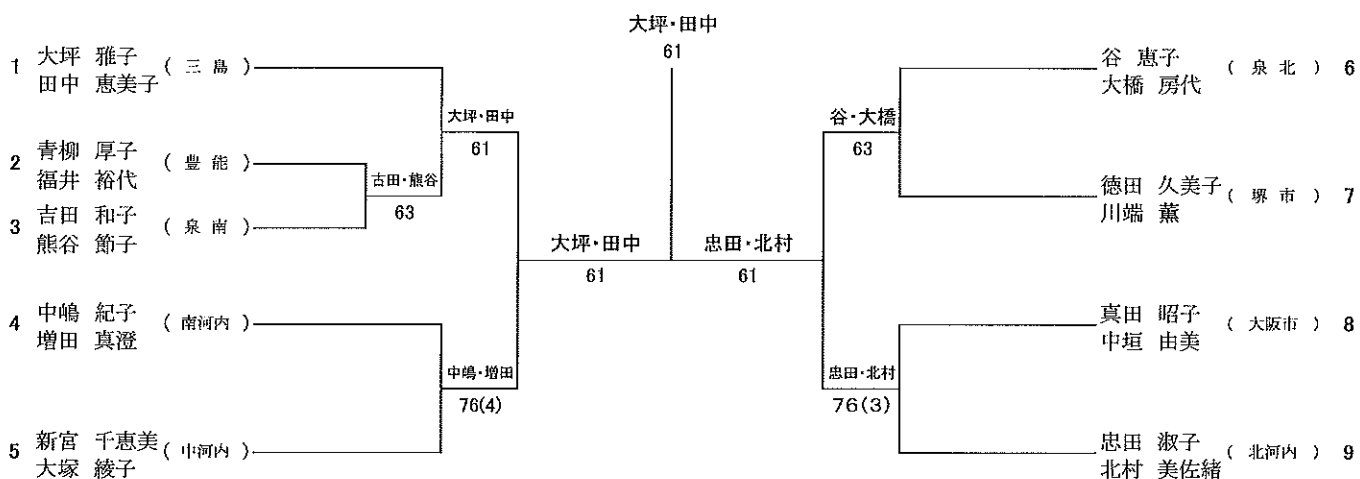 大坪・田中
61
1 大坪 雅子 (三島)
田中 恵美子
2 青柳 厚子 (豊能)
福井 裕代
3 吉田 和子 (泉南)
熊谷 節子
4 中嶋 紀子 (南河内)
増田 真澄
5 新宮 千恵美 (中河内)
大塚 綾子
古田・熊谷
63
大坪・田中
61
中嶋・増田
76(4)
大坪・田中
61
忠田・北村
61
谷・大橋
63
忠田・北村
76(3)
谷 恵子 (泉北) 6
大橋 房代
徳田 久美子 (堺市) 7
川端 薫
真田 昭子 (大阪市) 8
中垣 由美
忠田 淑子 (北河内) 9
北村 美佐緒